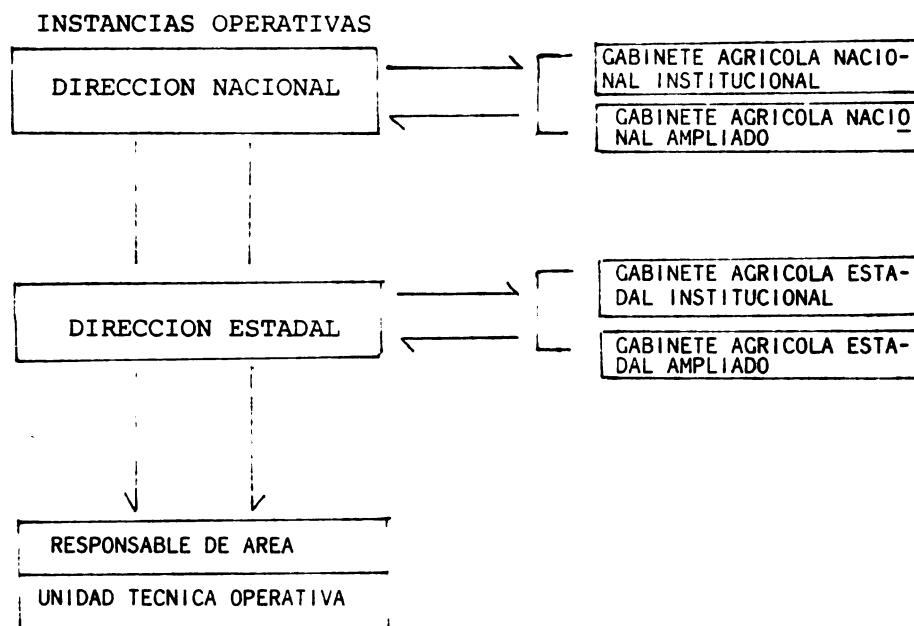 INSTANCIAS OPERATIVAS
DIRECCION NACIONAL
GABINETE AGRICOLA NACIO-
NAL INSTITUCIONAL
GABINETE AGRICOLA NACIO
NAL AMPLIADO
DIRECCION ESTADAL
GABINETE AGRICOLA ESTA-
DAL INSTITUCIONAL
GABINETE AGRICOLA ESTA-
DAL AMPLIADO
RESPONSABLE DE AREA
UNIDAD TECNICA OPERATIVA